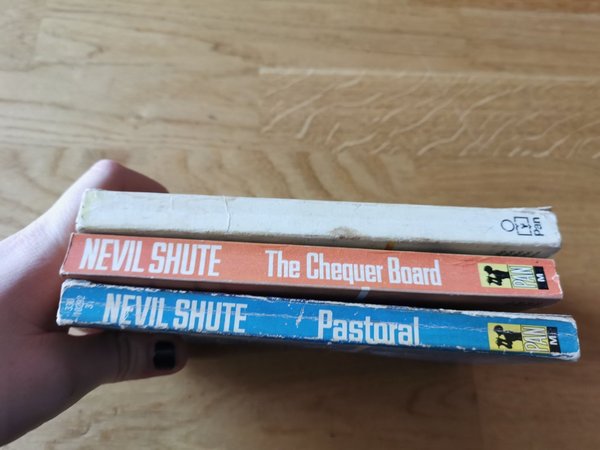 Pan
NEVIL SHUTE The Chequer Board PAN
NEVIL SHUTE Pastoral PAN M